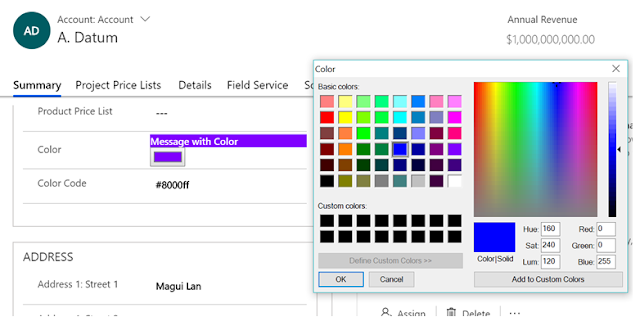 AD
Account: Account
A. Datum
Annual Revenue
$1,000,000,000.00
Summary Project Price Lists Details Field Service
Product Price List ---
Color Message with Color
Color Code #8000ff
ADDRESS
Address 1: Street 1 Magui Lan
Color
Basic colors:
Custom colors:
Define Custom Colors >>
OK Cancel
Color|Solid
Hue: 160 Red: 0
Sat: 240 Green: 0
Lum: 120 Blue: 255
Add to Custom Colors
Assign Delete ...